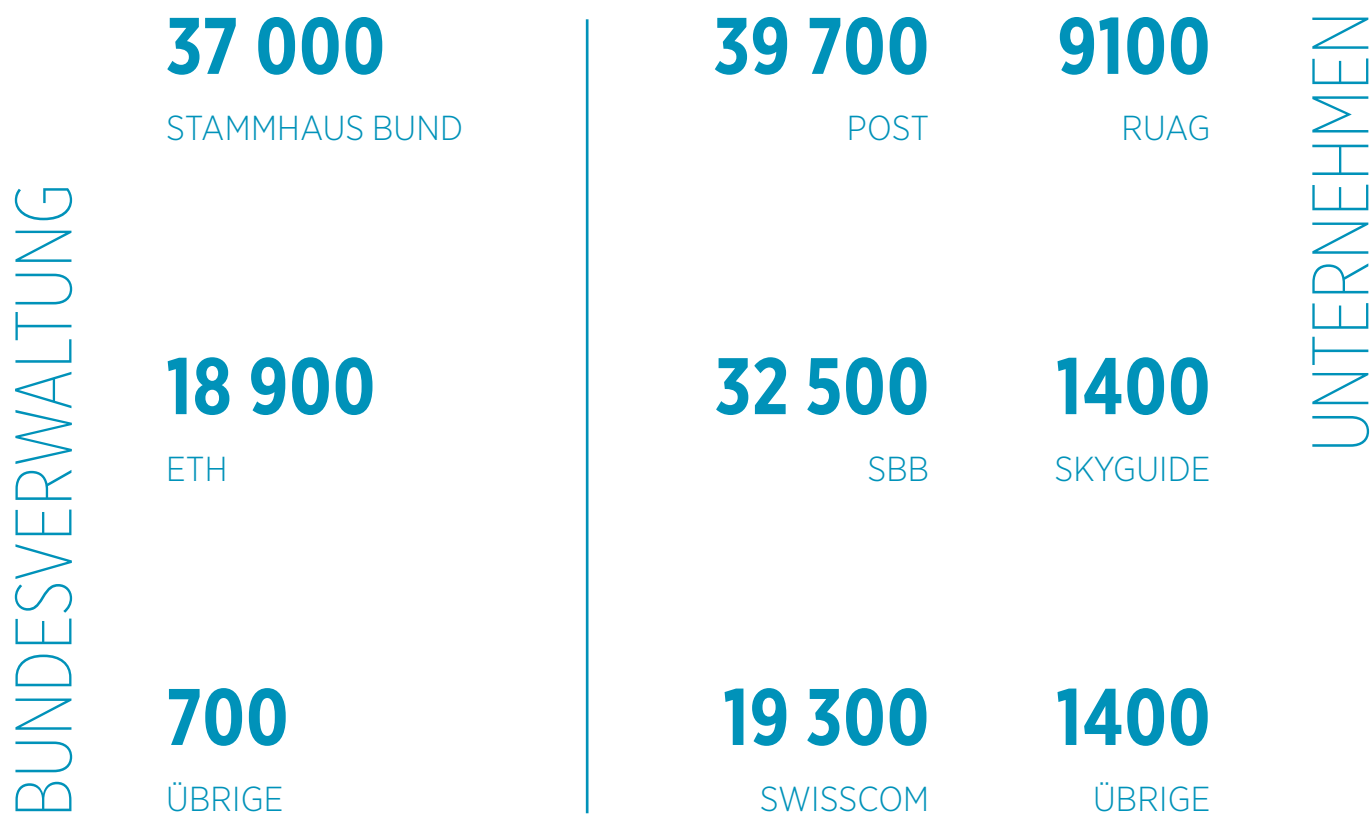 BUNDESVERWALTUNG
37 000
STAMMHAUS BUND
18 900
ETH
700
ÜBRIGE
39 700
POST
32 500
SBB
19 300
SWISSCOM
9100
RUAG
1400
SKYGUIDE
1400
ÜBRIGE
UNTERNEHMEN